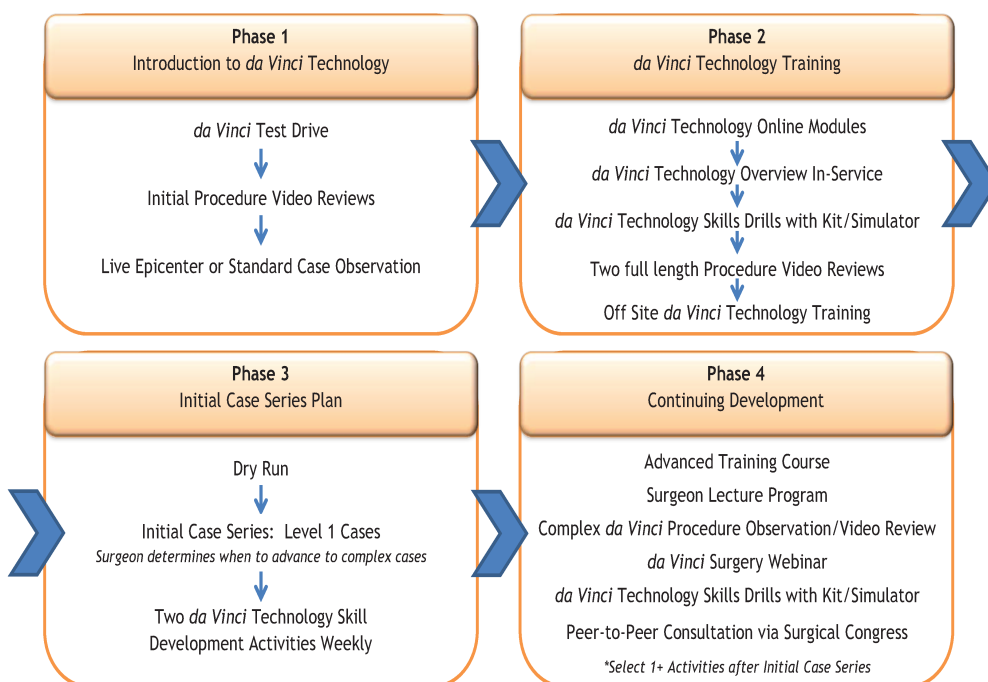 Phase 1
Introduction to da Vinci Technology
da Vinci Test Drive
Initial Procedure Video Reviews
Live Epicenter or Standard Case Observation
Phase 2
da Vinci Technology Training
da Vinci Technology Online Modules
da Vinci Technology Overview In-Service
da Vinci Technology Skills Drills with Kit/Simulator
Two full length Procedure Video Reviews
Off Site da Vinci Technology Training
Phase 3
Initial Case Series Plan
Dry Run
Initial Case Series: Level 1 Cases
Surgeon determines when to advance to complex cases
Two da Vinci Technology Skill
Development Activities Weekly
Phase 4
Continuing Development
Advanced Training Course
Surgeon Lecture Program
Complex da Vinci Procedure Observation/Video Review
da Vinci Surgery Webinar
da Vinci Technology Skills Drills with Kit/Simulator
Peer-to-Peer Consultation via Surgical Congress
*Select 1+ Activities after Initial Case Series